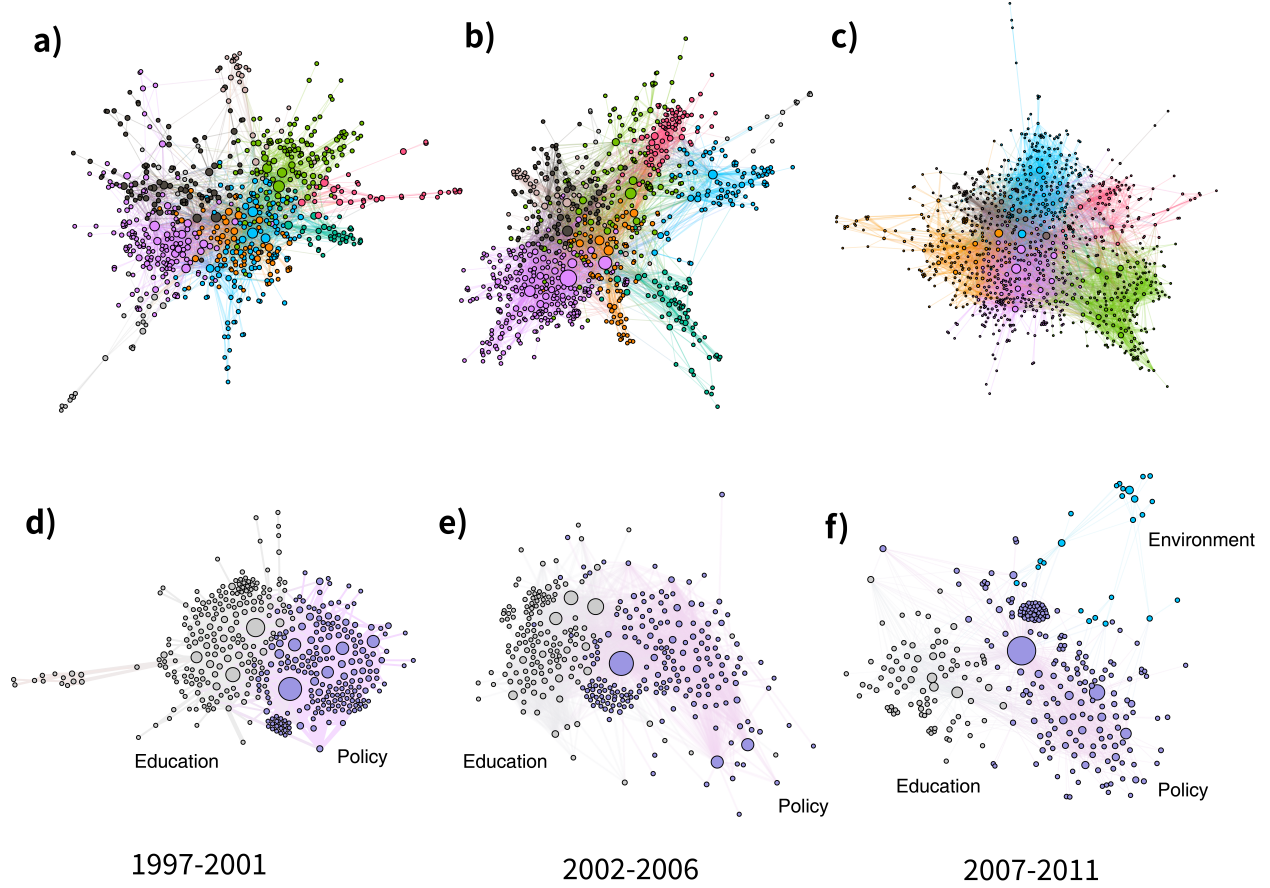 a)
b)
c)
d)
e)
f)
Environment
Education
Policy
Education
Policy
Education
Policy
1997-2001
2002-2006
2007-2011